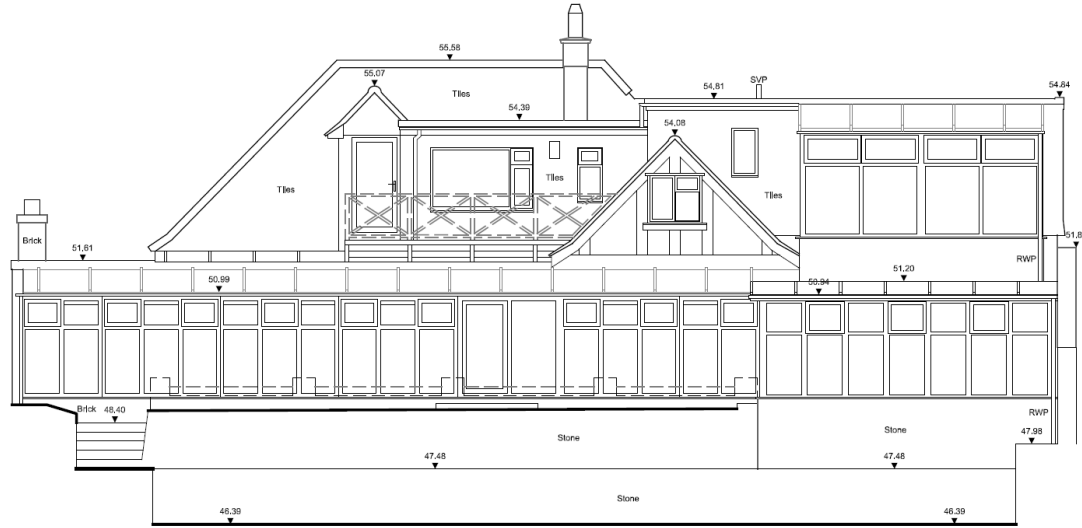 55.58
55.07
SVP
54.81
54.84
Tiles
54.39
54.08
Tiles
Tiles
Tiles
Brick
51.61
51.8
RWP
50.99
51.20
50.94
Brick
48.40
RWP
Stone
Stone
47.98
47.48
47.48
Stone
46.39
46.39